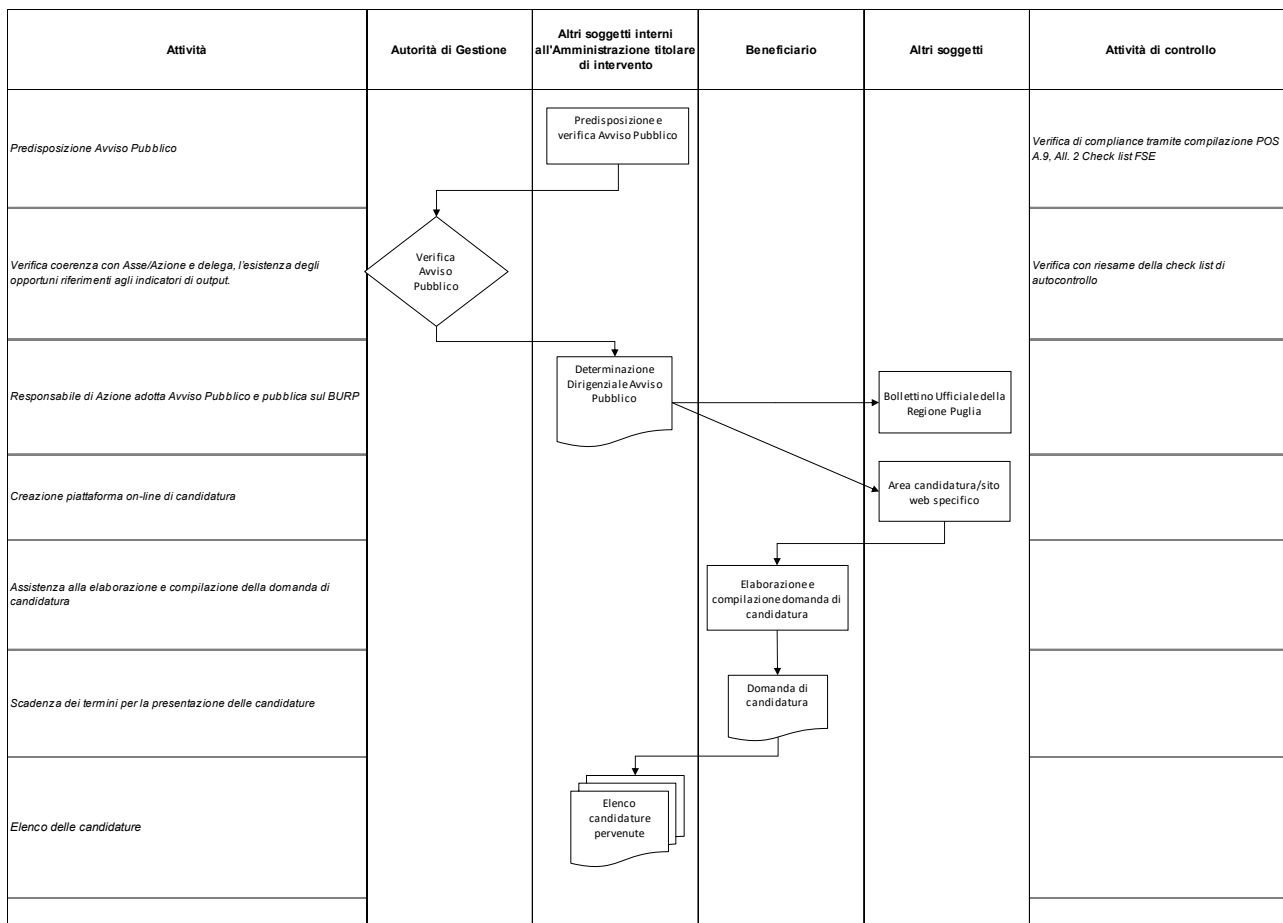 Attività
Autorità di Gestione
Altri soggetti interni
all'Amministrazione titolare
di intervento
Beneficiario
Altri soggetti
Attività di controllo
Predisposizione Avviso Pubblico
Predisposizione e
verifica Avviso Pubblico
Verifica di compliance tramite compilazione POS
A.9, All. 2 Check list FSE
Verifica coerenza con Asse/Azione e delega, l'esistenza degli
opportuni riferimenti agli indicatori di output.
Verifica
Avviso
Pubblico
Verifica con riesame della check list di
autocontrollo
Responsabile di Azione adotta Avviso Pubblico e pubblica sul BURP
Determinazione
Dirigenziale Avviso
Pubblico
Bollettino Ufficiale della
Regione Puglia
Creazione piattaforma on-line di candidatura
Area candidatura/sito
web specifico
Assistenza alla elaborazione e compilazione della domanda di
candidatura
Elaborazione e
compilazione domanda di
candidatura
Scadenza dei termini per la presentazione delle candidature
Domanda di
candidatura
Elenco delle candidature
Elenco
candidature
pervenute